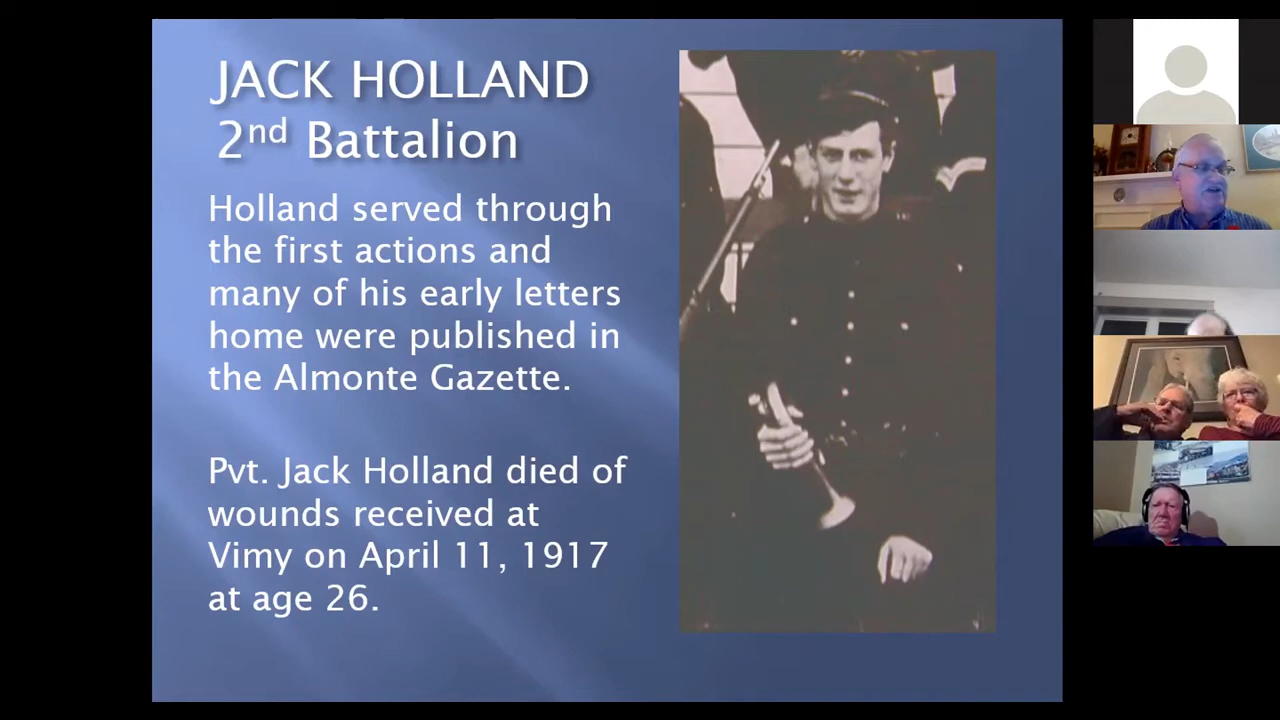 JACK HOLLAND
2nd Battalion
Holland served through
the first actions and
many of his early letters
home were published in
the Almonte Gazette.
Pvt. Jack Holland died of
wounds received at
Vimy on April 11, 1917
at age 26.